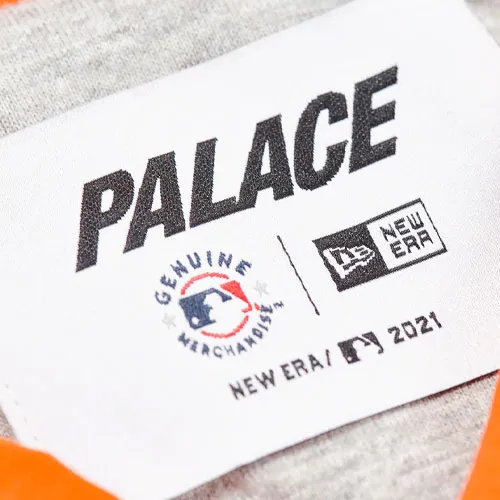 PALACE
GENUINE
MERCHANDISE
NEW
ERA
NEW ERA/ 2021